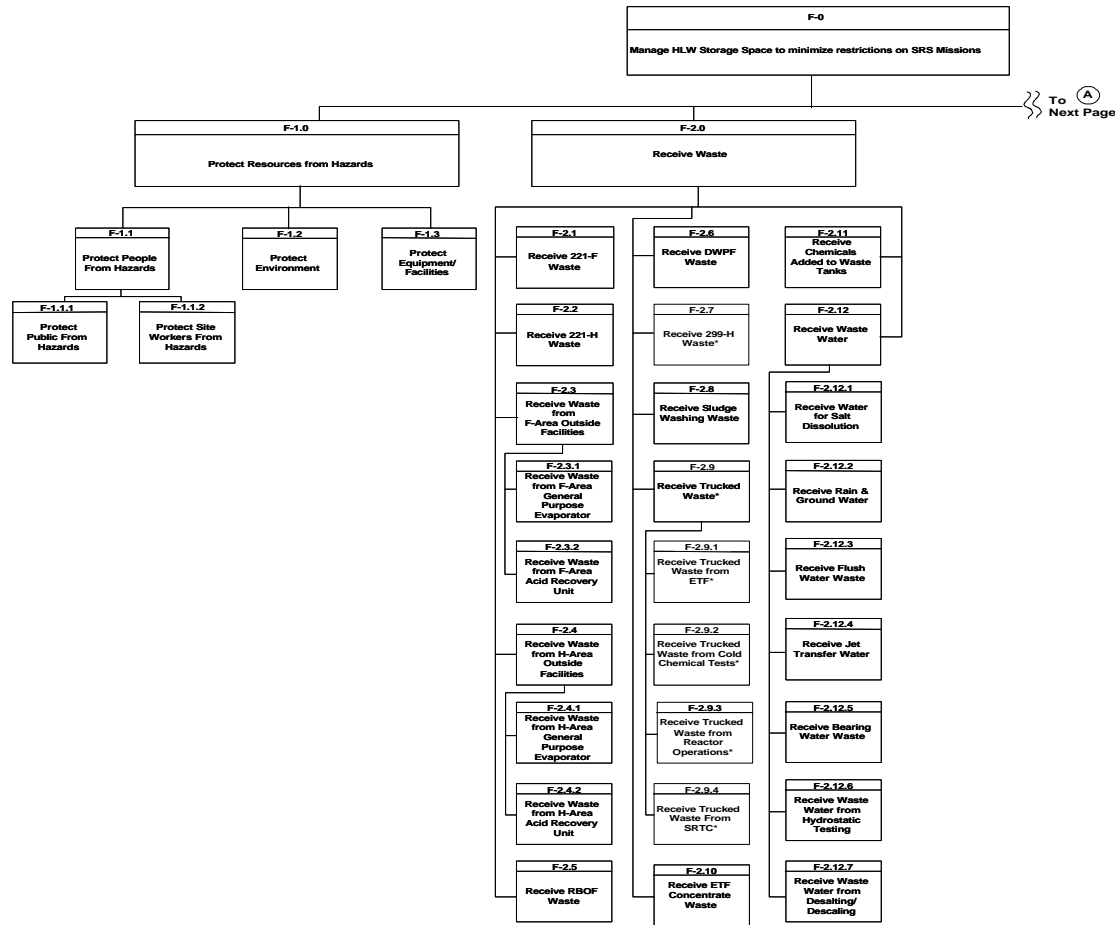 F-0
Manage HLW Storage Space to minimize restrictions on SRS Missions
To A
Next Page
F-1.0
Protect Resources from Hazards
F-2.0
Receive Waste
F-1.1
Protect People
From Hazards
F-1.2
Protect
Environment
F-1.3
Protect
Equipment/
Facilities
F-1.1.1
Protect
Public From
Hazards
F-1.1.2
Protect Site
Workers From
Hazards
F-2.1
Receive 221-F
Waste
F-2.2
Receive 221-H
Waste
F-2.3
Receive Waste
from
F-Area Outside
Facilities
F-2.3.1
Receive Waste
from F-Area
General
Purpose
Evaporator
F-2.3.2
Receive Waste
from F-Area
Acid Recovery
Unit
F-2.4
Receive Waste
from H-Area
Outside
Facilities
F-2.4.1
Receive Waste
from H-Area
General
Purpose
Evaporator
F-2.4.2
Receive Waste
from H-Area
Acid Recovery
Unit
F-2.5
Receive RBOF
Waste
F-2.6
Receive DWPF
Waste
F-2.7
Receive 299-H
Waste*
F-2.8
Receive Sludge
Washing Waste
F-2.9
Receive Trucked
Waste*
F-2.9.1
Receive Trucked
Waste from
ETF*
F-2.9.2
Receive Trucked
Waste from Cold
Chemical Tests*
F-2.9.3
Receive Trucked
Waste from
Reactor
Operations*
F-2.9.4
Receive Trucked
Waste From
SRTC*
F-2.10
Receive ETF
Concentrate
Waste
F-2.11
Receive
Chemicals
Added to Waste
Tanks
F-2.12
Receive Waste
Water
F-2.12.1
Receive Water
for Salt
Dissolution
F-2.12.2
Receive Rain &
Ground Water
F-2.12.3
Receive Flush
Water Waste
F-2.12.4
Receive Jet
Transfer Water
F-2.12.5
Receive Bearing
Water Waste
F-2.12.6
Receive Waste
Water from
Hydrostatic
Testing
F-2.12.7
Receive Waste
Water from
Desalting/
Descaling